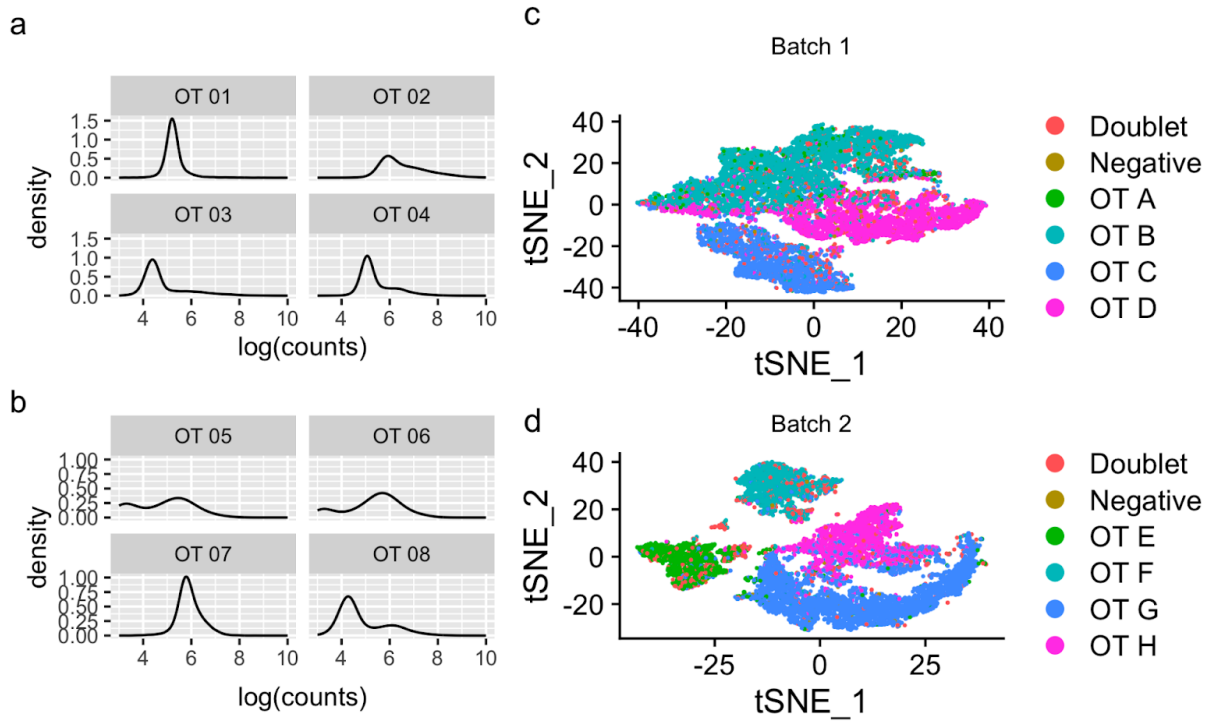 a
OT 01
OT 02
1.5
1.0
0.5
0.0
OT 03
OT 04
1.5
1.0
0.5
0.0
density
4 6 8 10
4 6 8 10
log(counts)
b
OT 05
OT 06
1.00
0.75
0.50
0.25
0.00
OT 07
OT 08
1.00
0.75
0.50
0.25
0.00
density
4 6 8 10
4 6 8 10
log(counts)
c
Batch 1
40
20
0
-20
-40
tSNE_2
-40 -20 0 20 40
tSNE_1
Doublet
Negative
OT A
OT B
OT C
OT D
d
Batch 2
40
20
0
-20
tSNE_2
-25 0 25
tSNE_1
Doublet
Negative
OT E
OT F
OT G
OT H